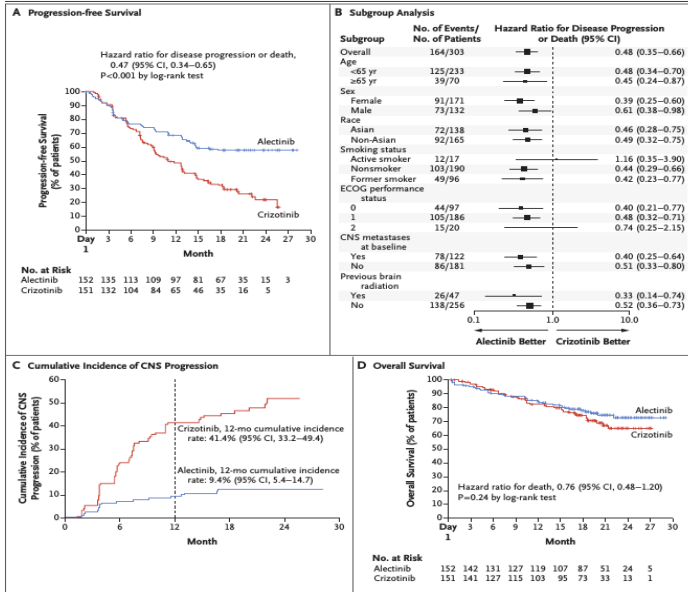 A Progression-free Survival
Hazard ratio for disease progression or death,
0.47 (95% CI, 0.34–0.65)
P<0.001 by log-rank test
Progression-free Survival
(% of patients)
100
90
80
70
60
50
40
30
20
10
0
Alectinib
Crizotinib
Day
1
3 6 9 12 15 18 21 24 27 30
Month
No. at Risk
Alectinib 152 135 113 109 97 81 67 35 15 3
Crizotinib 151 132 104 84 65 46 35 16 5
B Subgroup Analysis
Subgroup
No. of Events/
No. of Patients
Hazard Ratio for Disease Progression
or Death (95% CI)
Overall 164/303 0.48 (0.35–0.66)
Age
<65 yr 125/233 0.48 (0.34–0.70)
≥65 yr 39/70 0.45 (0.24–0.87)
Sex
Female 91/171 0.39 (0.25–0.60)
Male 73/132 0.61 (0.38–0.98)
Race
Asian 72/138 0.46 (0.28–0.75)
Non-Asian 92/165 0.49 (0.32–0.75)
Smoking status
Active smoker 12/17 1.16 (0.35–3.90)
Nonsmoker 103/190 0.44 (0.29–0.66)
Former smoker 49/96 0.42 (0.23–0.77)
ECOG performance
status
0 44/97 0.40 (0.21–0.77)
1 105/186 0.48 (0.32–0.71)
2 15/20 0.74 (0.25–2.15)
CNS metastases
at baseline
Yes 78/122 0.40 (0.25–0.64)
No 86/181 0.51 (0.33–0.80)
Previous brain
radiation
Yes 26/47 0.33 (0.14–0.74)
No 138/256 0.52 (0.36–0.73)
0.1 1.0 10.0
Alectinib Better Crizotinib Better
C Cumulative Incidence of CNS Progression
Cumulative Incidence of CNS
Progression (% of patients)
60
50
40
30
20
10
0
Crizotinib, 12-mo cumulative incidence
rate: 41.4% (95% CI, 33.2–49.4)
Alectinib, 12-mo cumulative incidence
rate: 9.4% (95% CI, 5.4–14.7)
0 6 12 18 24 30
Month
D Overall Survival
Overall Survival (% of patients)
100
90
80
70
60
50
40
30
20
10
0
Alectinib
Crizotinib
Hazard ratio for death, 0.76 (95% CI, 0.48–1.20)
P=0.24 by log-rank test
Day
1
3 6 9 12 15 18 21 24 27 30
Month
No. at Risk
Alectinib 152 142 131 127 119 107 87 51 24 5
Crizotinib 151 141 127 115 103 95 73 33 13 1